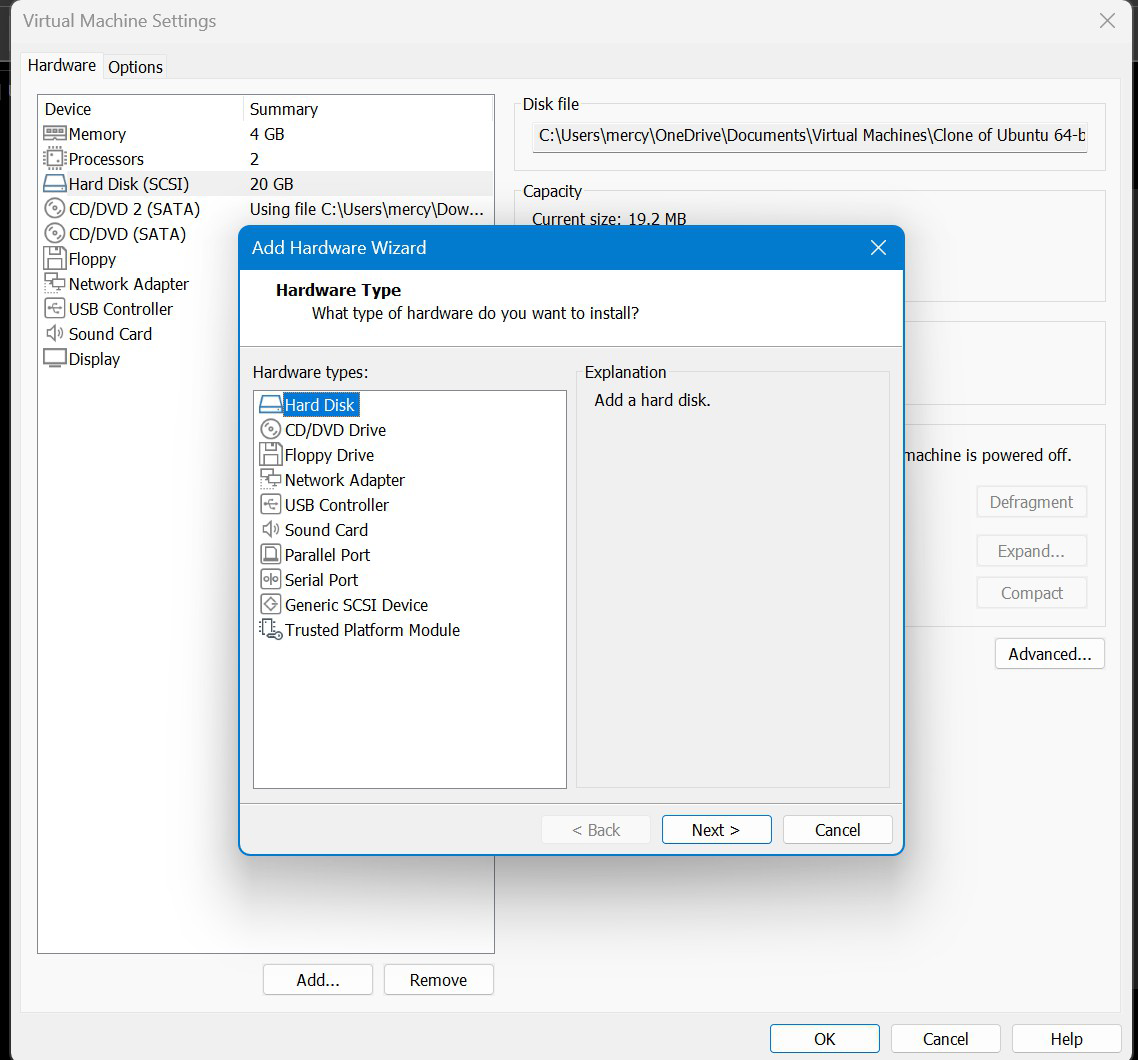 Virtual Machine Settings
Hardware
Options
Device Summary
Memory 4 GB
Processors 2
Hard Disk (SCSI) 20 GB
CD/DVD 2 (SATA) Using file C:\Users\mercy\Dow...
CD/DVD (SATA)
Floppy
Network Adapter
USB Controller
Sound Card
Display
Add...
Remove
Disk file
C:\Users\mercy\OneDrive\Documents\Virtual Machines\Clone of Ubuntu 64-b
Capacity
Current size: 19.2 MB
machine is powered off.
Defragment
Expand...
Compact
Advanced...
Add Hardware Wizard
Hardware Type
What type of hardware do you want to install?
Hardware types:
Hard Disk
CD/DVD Drive
Floppy Drive
Network Adapter
USB Controller
Sound Card
Parallel Port
Serial Port
Generic SCSI Device
Trusted Platform Module
Explanation
Add a hard disk.
< Back
Next >
Cancel
OK
Cancel
Help